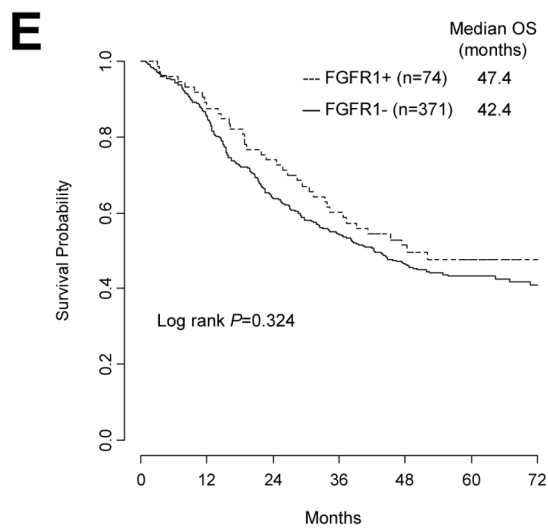 E
Median OS
(months)
FGFR1+ (n=74) 47.4
FGFR1- (n=371) 42.4
Survival Probability
1.0
0.8
0.6
0.4
0.2
0.0
Log rank P=0.324
0 12 24 36 48 60 72
Months